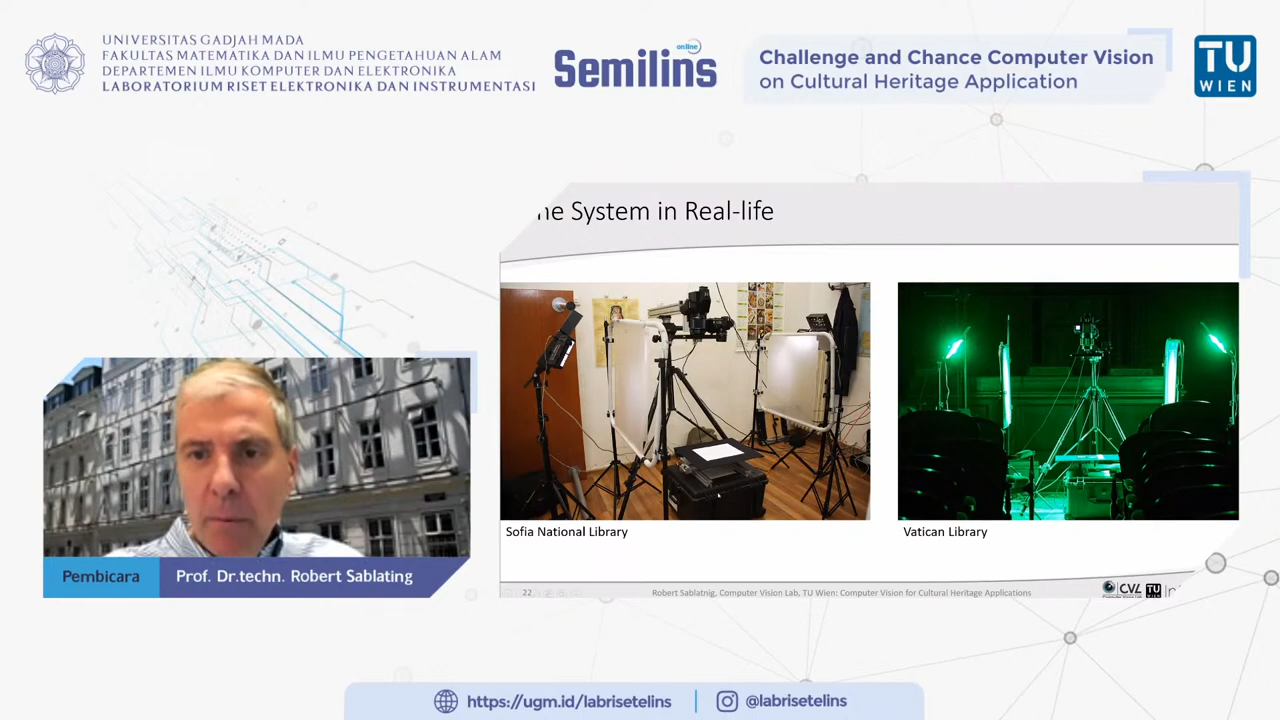 UNIVERSITAS GADJAH MADA
FAKULTAS MATEMATIKA DAN ILMU PENGETAHUAN ALAM
DEPARTEMEN ILMU KOMPUTER DAN ELEKTRONIKA
LABORATORIUM RISET ELEKTRONIKA DAN INSTRUMENTASI
online
Semilins
Challenge and Chance Computer Vision
on Cultural Heritage Application
TU
WIEN
he System in Real-life
Sofia National Library
Vatican Library
Pembicara
Prof. Dr.techn. Robert Sablating
22
Robert Sablatnig, Computer Vision Lab, TU Wien: Computer Vision for Cultural Heritage Applications
CVL
TU
https://ugm.id/labrisetelins
@labrisetelins